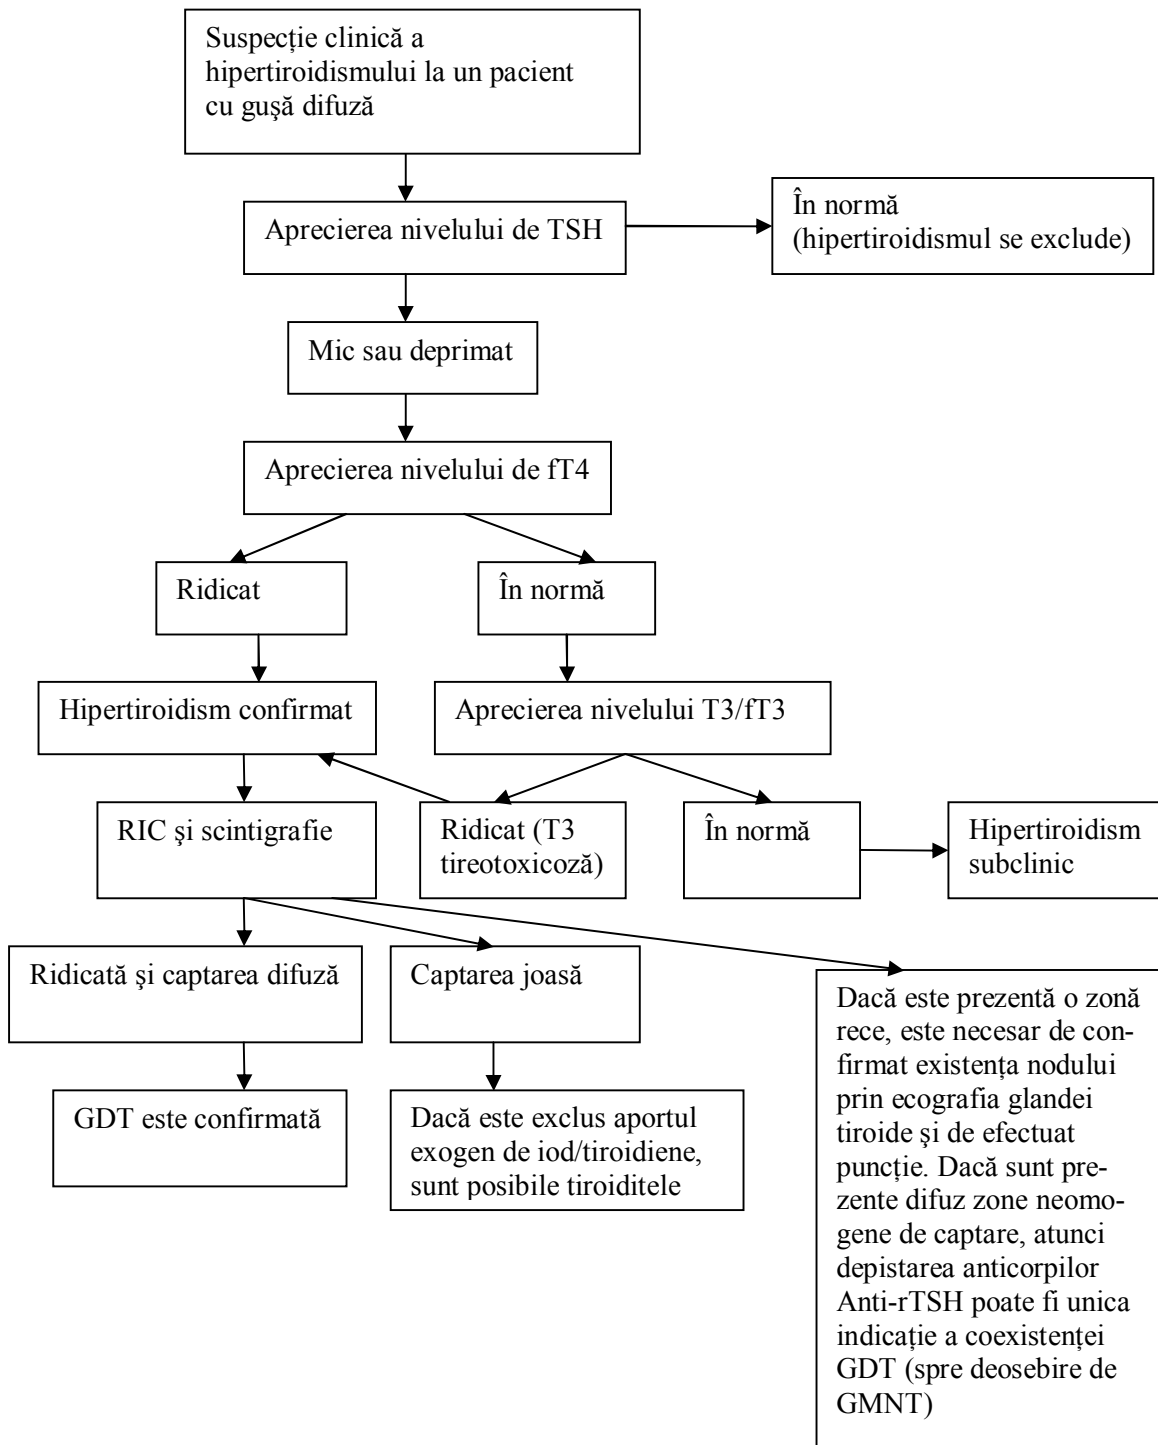 Suspecție clinică a
hipertiroidismului la un pacient
cu guşă difuză
Aprecierea nivelului de TSH
În normă
(hipertiroidismul se exclude)
Mic sau deprimat
Aprecierea nivelului de fT4
Ridicat
În normă
Hipertiroidism confirmat
Aprecierea nivelului T3/fT3
RIC şi scintigrafie
Ridicat (T3
tireotoxicoză)
În normă
Hipertiroidism
subclinic
Ridicată şi captarea difuză
Captarea joasă
GDT este confirmată
Dacă este exclus aportul
exogen de iod/tiroidiene,
sunt posibile tiroiditele
Dacă este prezentă o zonă
rece, este necesar de con-
firmat existența nodului
prin ecografia glandei
tiroide şi de efectuat
puncție. Dacă sunt pre-
zente difuz zone neomo-
gene de captare, atunci
depistarea anticorpilor
Anti-rTSH poate fi unica
indicație a coexistenței
GDT (spre deosebire de
GMNT)